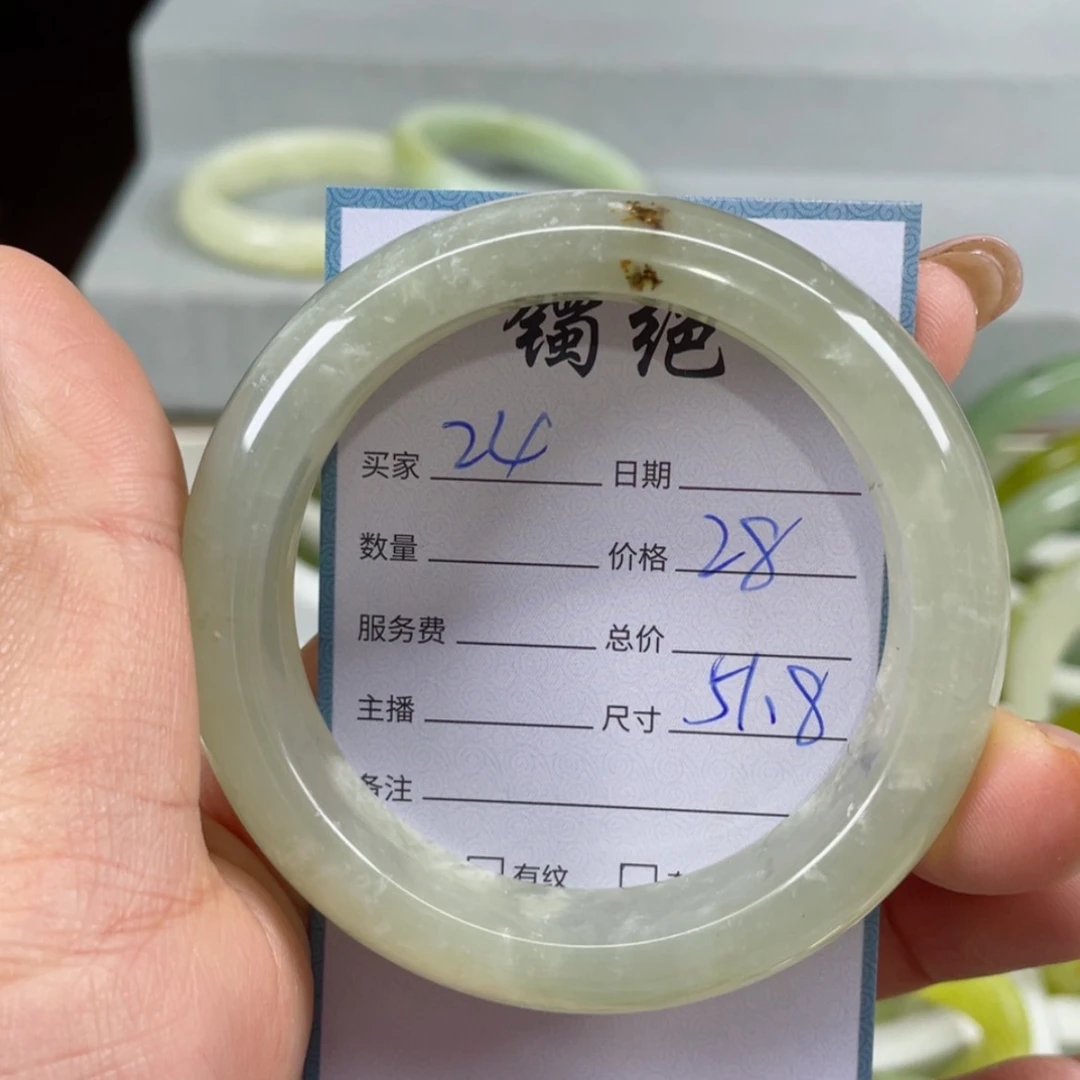 镯绝
买家 24 日期
数量 价格 28
服务费 总价
主播 尺寸 51.8
备注
有纹